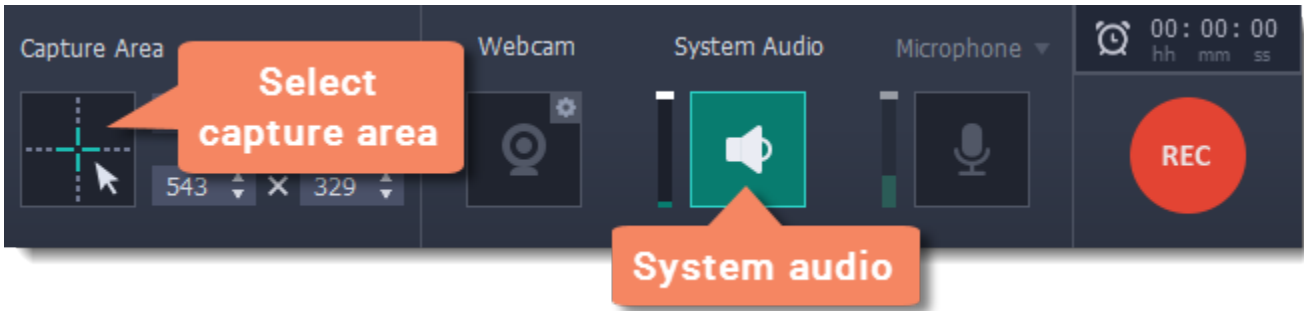 Capture Area
Webcam
System Audio
Microphone
00: 00: 00
hh mm ss
Select
capture area
543 × 329
REC
System audio